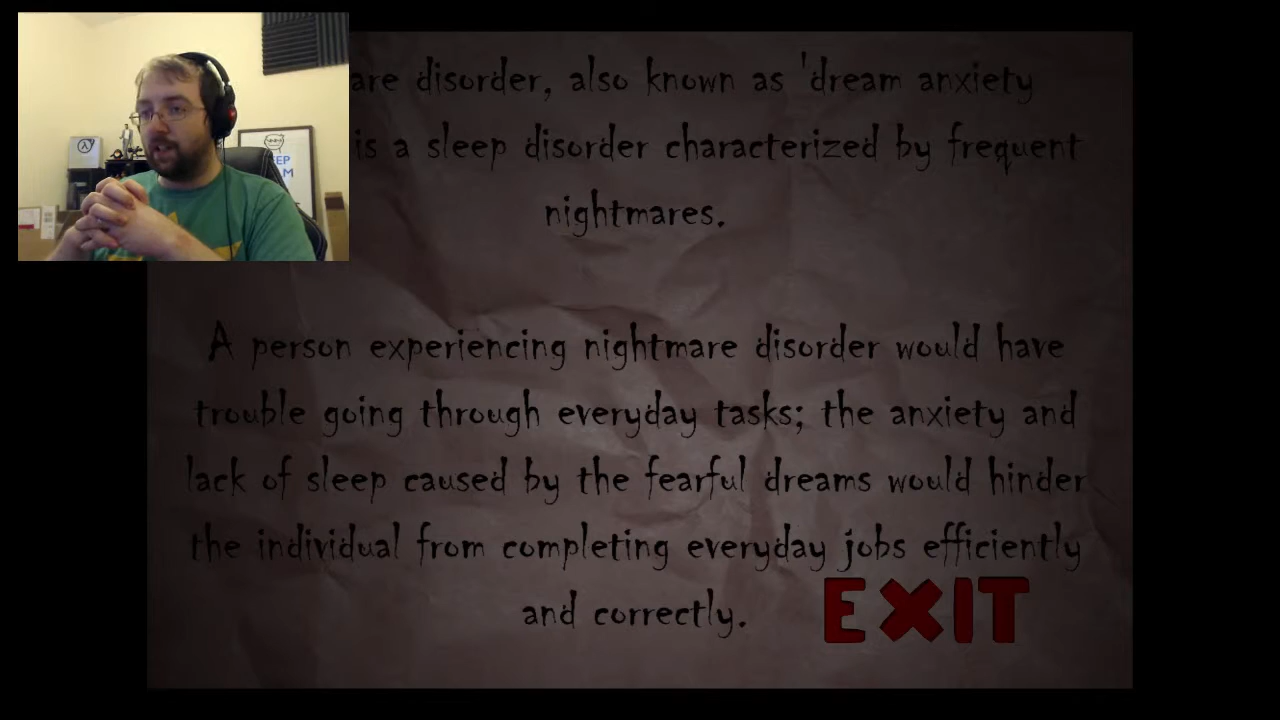 are disorder, also known as 'dream anxiety
is a sleep disorder characterized by frequent
nightmares.
A person experiencing nightmare disorder would have
trouble going through everyday tasks; the anxiety and
lack of sleep caused by the fearful dreams would hinder
the individual from completing everyday jobs efficiently
and correctly.
EXIT